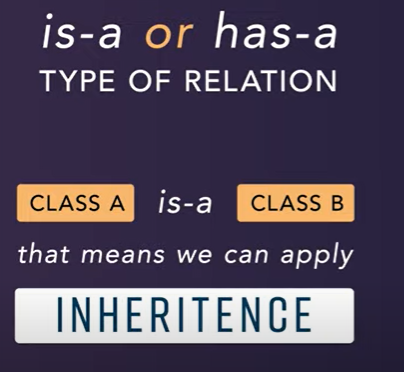 is-a or has-a
TYPE OF RELATION
CLASS A is-a CLASS B
that means we can apply
INHERITENCE